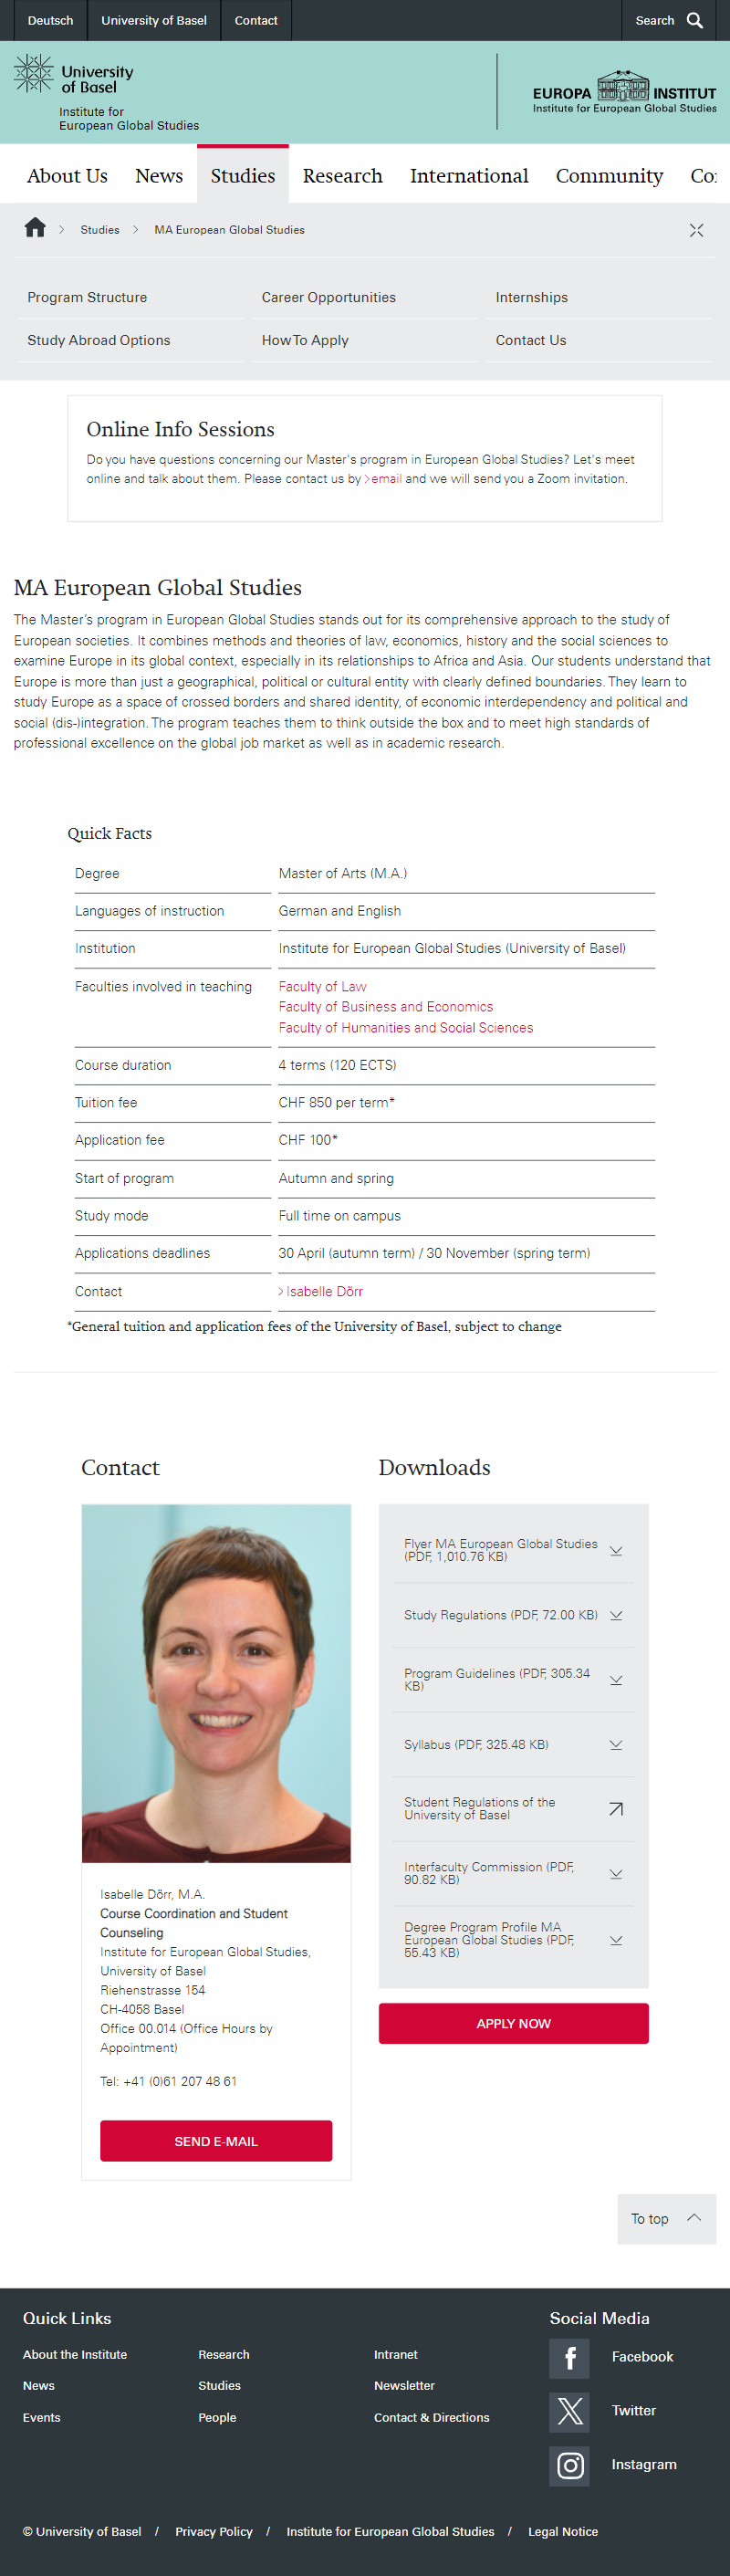 Deutsch
University of Basel
Contact
Search
University
of Basel
Institute for
European Global Studies
EUROPA INSTITUT
Institute for European Global Studies
About Us
News
Studies
Research
International
Community
Studies
MA European Global Studies
Program Structure
Career Opportunities
Internships
Study Abroad Options
How To Apply
Contact Us
Online Info Sessions
Do you have questions concerning our Master's program in European Global Studies? Let's meet
online and talk about them. Please contact us by email and we will send you a Zoom invitation.
MA European Global Studies
The Master’s program in European Global Studies stands out for its comprehensive approach to the study of
European societies. It combines methods and theories of law, economics, history and the social sciences to
examine Europe in its global context, especially in its relationships to Africa and Asia. Our students understand that
Europe is more than just a geographical, political or cultural entity with clearly defined boundaries. They learn to
study Europe as a space of crossed borders and shared identity, of economic interdependency and political and
social (dis-)integration. The program teaches them to think outside the box and to meet high standards of
professional excellence on the global job market as well as in academic research.
Quick Facts
Degree Master of Arts (M.A.)
Languages of instruction German and English
Institution Institute for European Global Studies (University of Basel)
Faculties involved in teaching Faculty of Law
Faculty of Business and Economics
Faculty of Humanities and Social Sciences
Course duration 4 terms (120 ECTS)
Tuition fee CHF 850 per term*
Application fee CHF 100*
Start of program Autumn and spring
Study mode Full time on campus
Applications deadlines 30 April (autumn term) / 30 November (spring term)
Contact Isabelle Dörr
*General tuition and application fees of the University of Basel, subject to change
Contact
Isabelle Dörr, M.A.
Course Coordination and Student
Counseling
Institute for European Global Studies,
University of Basel
Riehenstrasse 154
CH-4058 Basel
Office 00.014 (Office Hours by
Appointment)
Tel: +41 (0)61 207 48 61
SEND E-MAIL
Downloads
Flyer MA European Global Studies
(PDF, 1,010.76 KB)
Study Regulations (PDF, 72.00 KB)
Program Guidelines (PDF, 305.34
KB)
Syllabus (PDF, 325.48 KB)
Student Regulations of the
University of Basel
Interfaculty Commission (PDF,
90.82 KB)
Degree Program Profile MA
European Global Studies (PDF,
55.43 KB)
APPLY NOW
To top
Quick Links
About the Institute
Research
Intranet
News
Studies
Newsletter
Events
People
Contact & Directions
Social Media
Facebook
Twitter
Instagram
© University of Basel / Privacy Policy / Institute for European Global Studies / Legal Notice